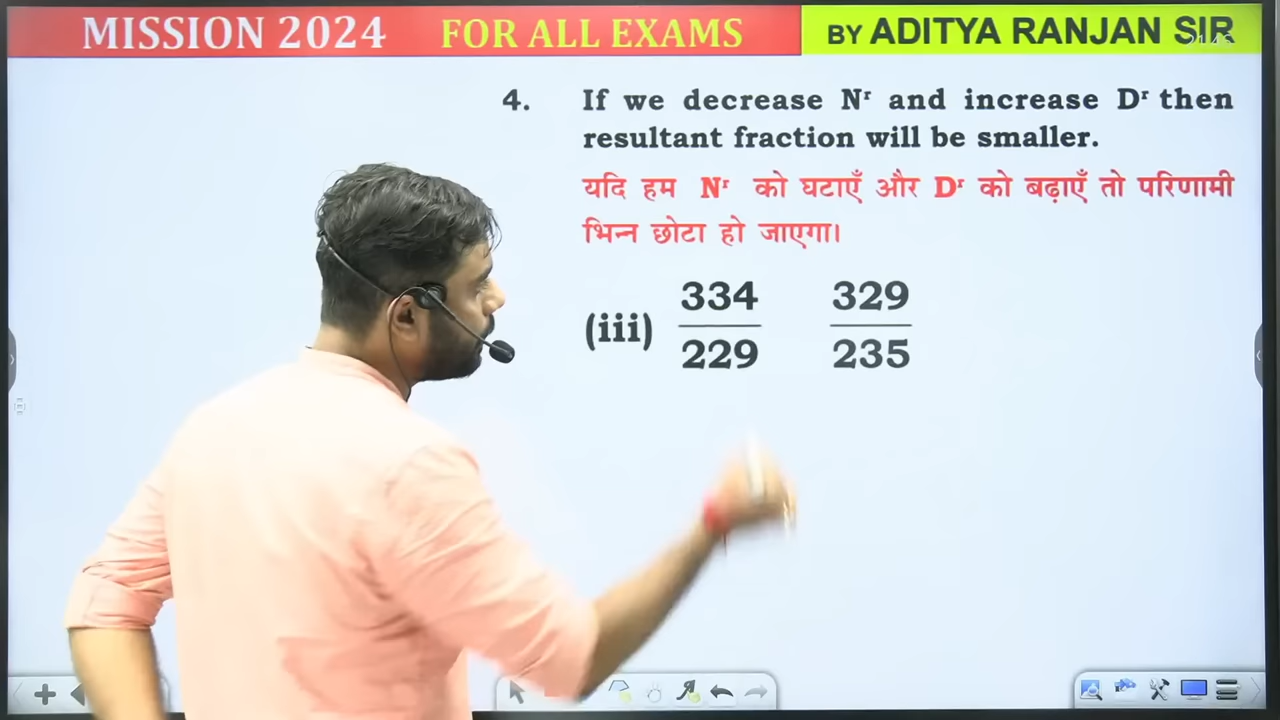 MISSION 2024 FOR ALL EXAMS BY ADITYA RANJAN SIR
4. If we decrease Nʳ and increase Dʳ then
resultant fraction will be smaller.
यदि हम Nʳ को घटाएँ और Dʳ को बढ़ाएँ तो परिणामी
भिन्न छोटा हो जाएगा।
(iii) 334/229 329/235